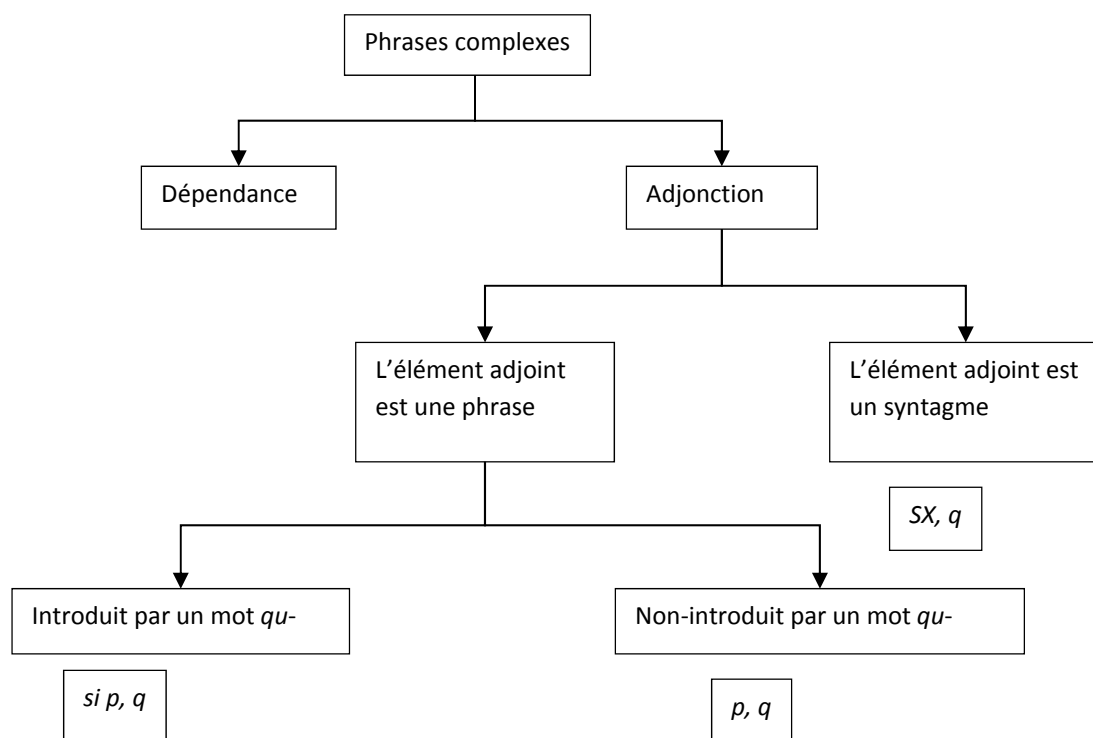 Phrases complexes
Dépendance
Adjonction
L'élément adjoint
est une phrase
L'élément adjoint est
un syntagme
SX, q
Introduit par un mot qu-
Non-introduit par un mot qu-
si p, q
p, q